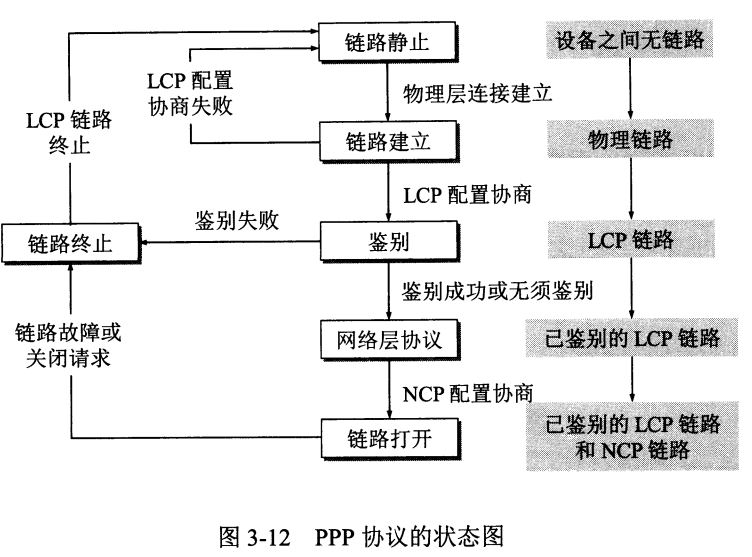 链路静止
设备之间无链路
LCP 配置
协商失败
物理层连接建立
LCP 链路
终止
链路建立
物理链路
LCP 配置协商
鉴别失败
链路终止
鉴别
LCP 链路
鉴别成功或无须鉴别
链路故障或
关闭请求
网络层协议
已鉴别的 LCP 链路
NCP 配置协商
链路打开
已鉴别的 LCP 链路
和 NCP 链路
图 3-12 PPP 协议的状态图